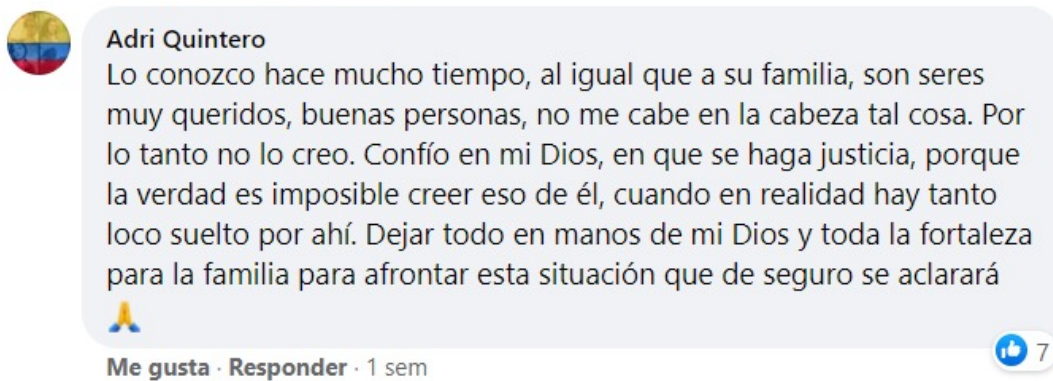 Adri Quintero
Lo conozco hace mucho tiempo, al igual que a su familia, son seres
muy queridos, buenas personas, no me cabe en la cabeza tal cosa. Por
lo tanto no lo creo. Confío en mi Dios, en que se haga justicia, porque
la verdad es imposible creer eso de él, cuando en realidad hay tanto
loco suelto por ahí. Dejar todo en manos de mi Dios y toda la fortaleza
para la familia para afrontar esta situación que de seguro se aclarará
🙏
7
Me gusta · Responder · 1 sem